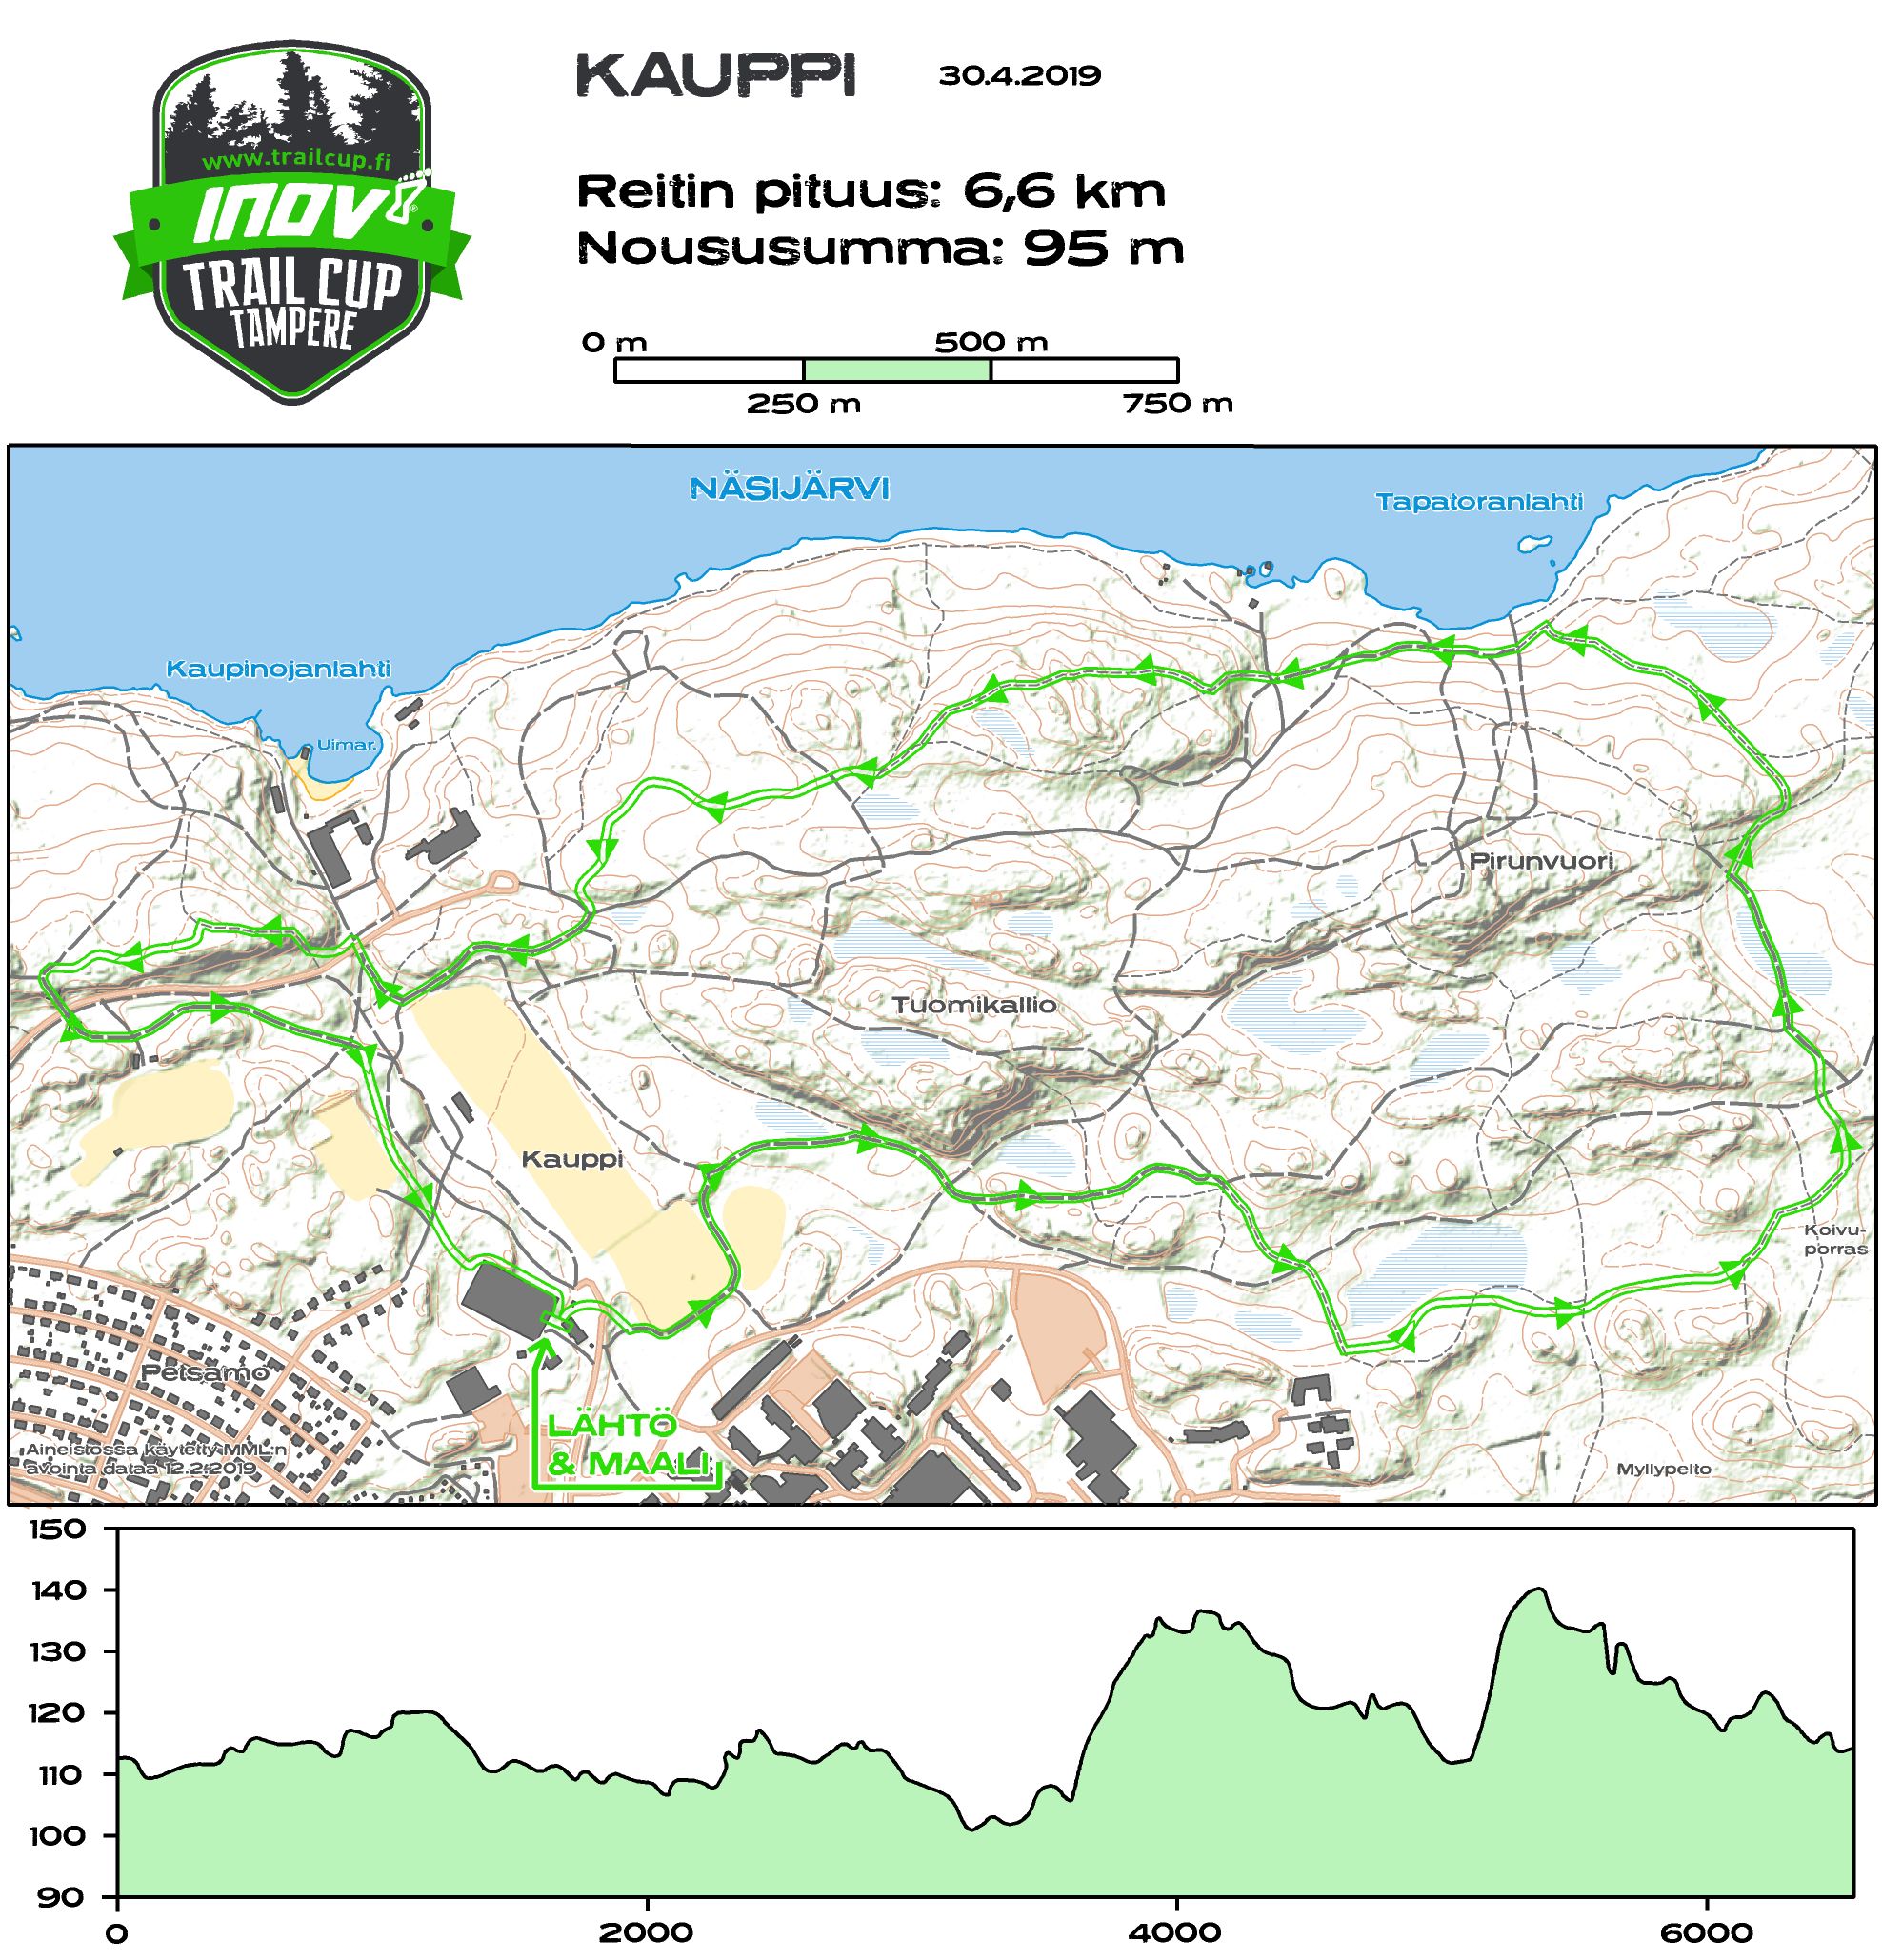 KAUPPI
30.4.2019
www.trailcup.fi
INOV8
TRAIL CUP
TAMPERE
Reitin pituus: 6,6 km
Noususumma: 95 m
0 m
500 m
250 m
750 m
NÄSIJÄRVI
Tapatoranlahti
Kaupinojanlahti
Uimar.
Pirunvuori
Tuomikallio
Kauppi
Koivu-
porras
Petsamo
LÄHTÖ
& MAALI
Aineistossa käytetty MML:n
avointa dataa 12.2.2019
Myllypelto
150
140
130
120
110
100
90
0
2000
4000
6000